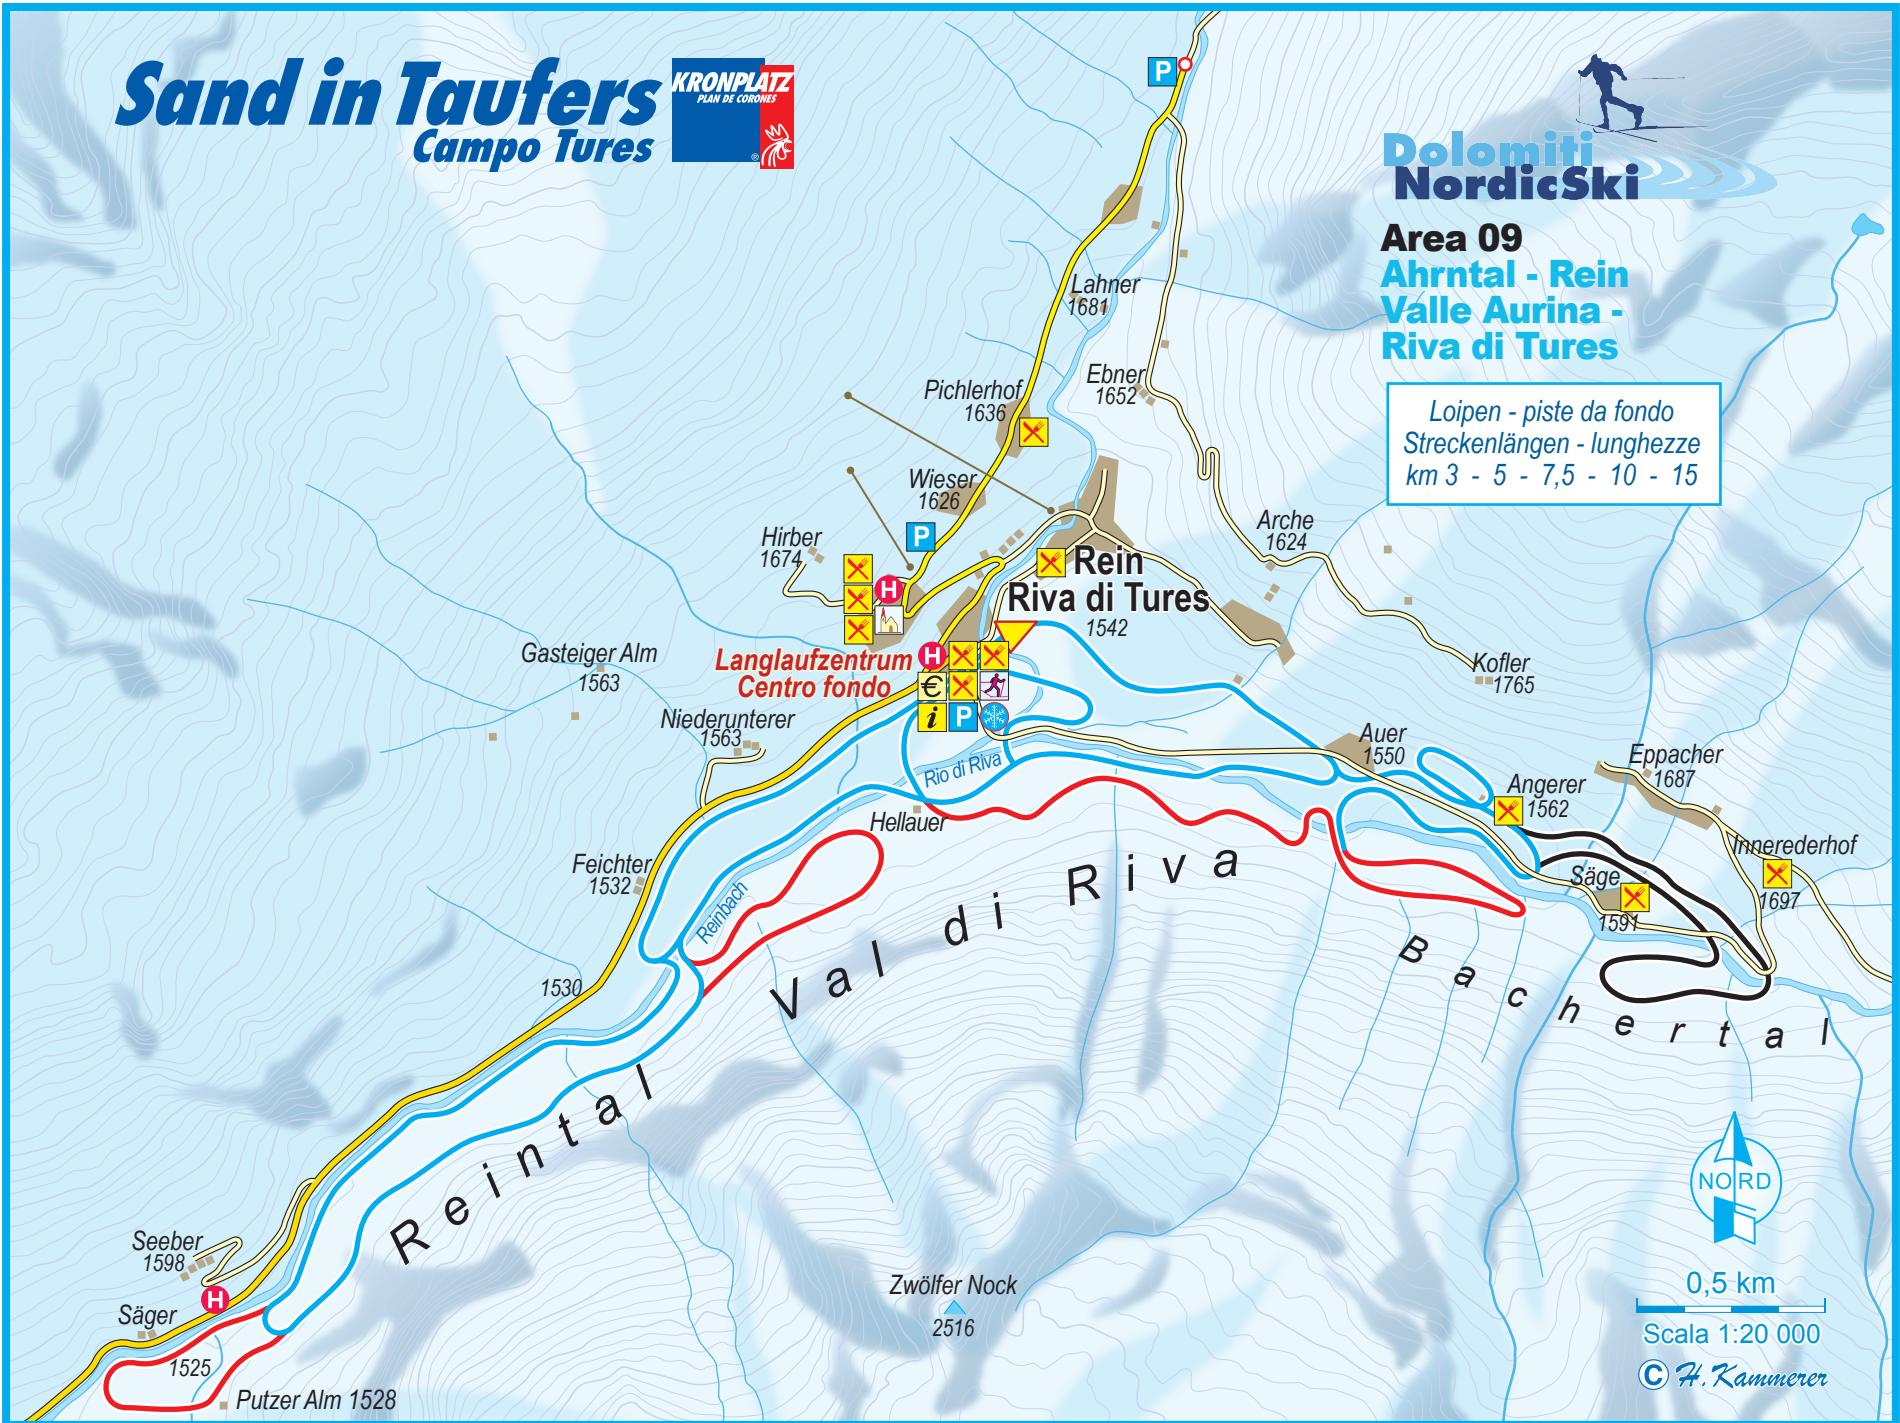 Sand in Taufers
Campo Tures
KRONPLATZ
PLAN DE CORONES
®
P
Dolomiti
NordicSki
Area 09
Ahrntal - Rein
Valle Aurina -
Riva di Tures
Loipen - piste da fondo
Streckenlängen - lunghezze
km 3 - 5 - 7,5 - 10 - 15
Lahner
1681
Ebner
1652
Pichlerhof
1636
Wieser
1626
P
Hirber
1674
H
Arche
1624
Rein
Riva di Tures
1542
Gasteiger Alm
1563
Langlaufzentrum
Centro fondo
H
€
i
P
Kofler
1765
Niederunterer
1563
Rio di Riva
Auer
1550
Eppacher
1687
Angerer
1562
Hellauer
Innerederhof
1697
Feichter
1532
Säge
1591
Reinbach
Val di Riva
Bachertal
1530
Reintal
NORD
Seeber
1598
H
Säger
1525
Putzer Alm 1528
Zwölfer Nock
2516
0,5 km
Scala 1:20 000
© H. Kammerer